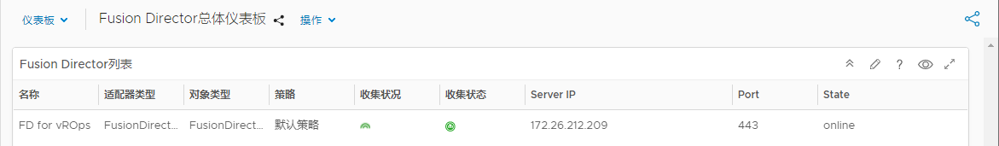 仪表板 Fusion Director总体仪表板 操作
Fusion Director列表 ?
名称 适配器类型 对象类型 策略 收集状况 收集状态 Server IP Port State
FD for vROps FusionDirect... FusionDirect... 默认策略 172.26.212.209 443 online